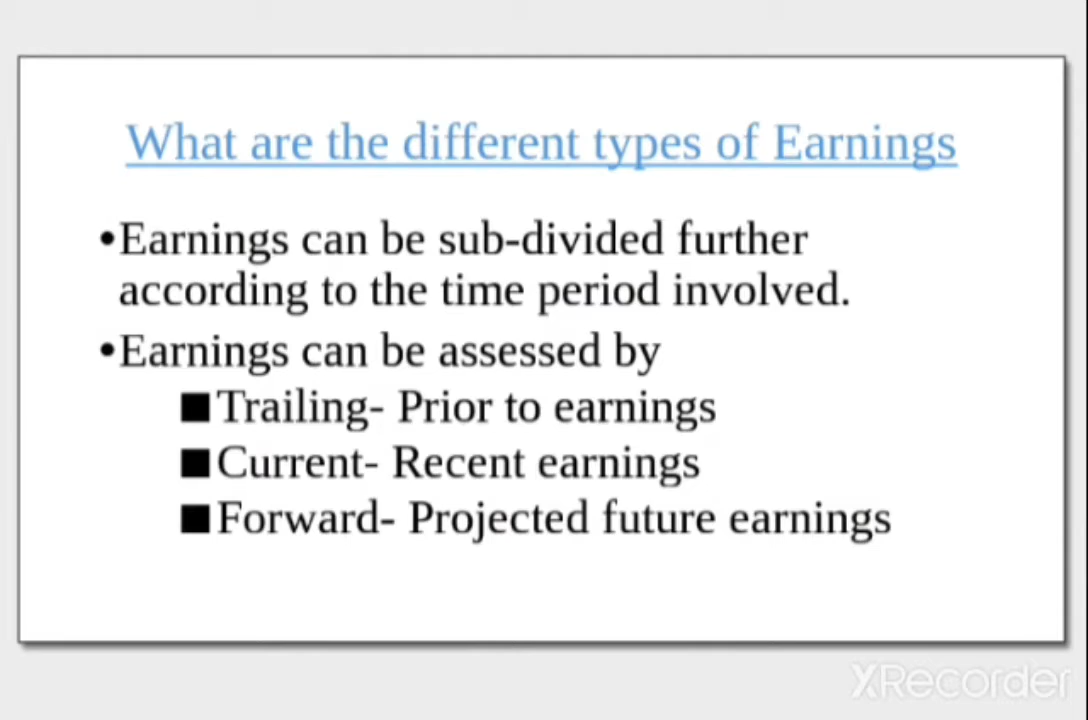 What are the different types of Earnings
•Earnings can be sub-divided further
according to the time period involved.
•Earnings can be assessed by
■Trailing- Prior to earnings
■Current- Recent earnings
■Forward- Projected future earnings
XRecorder